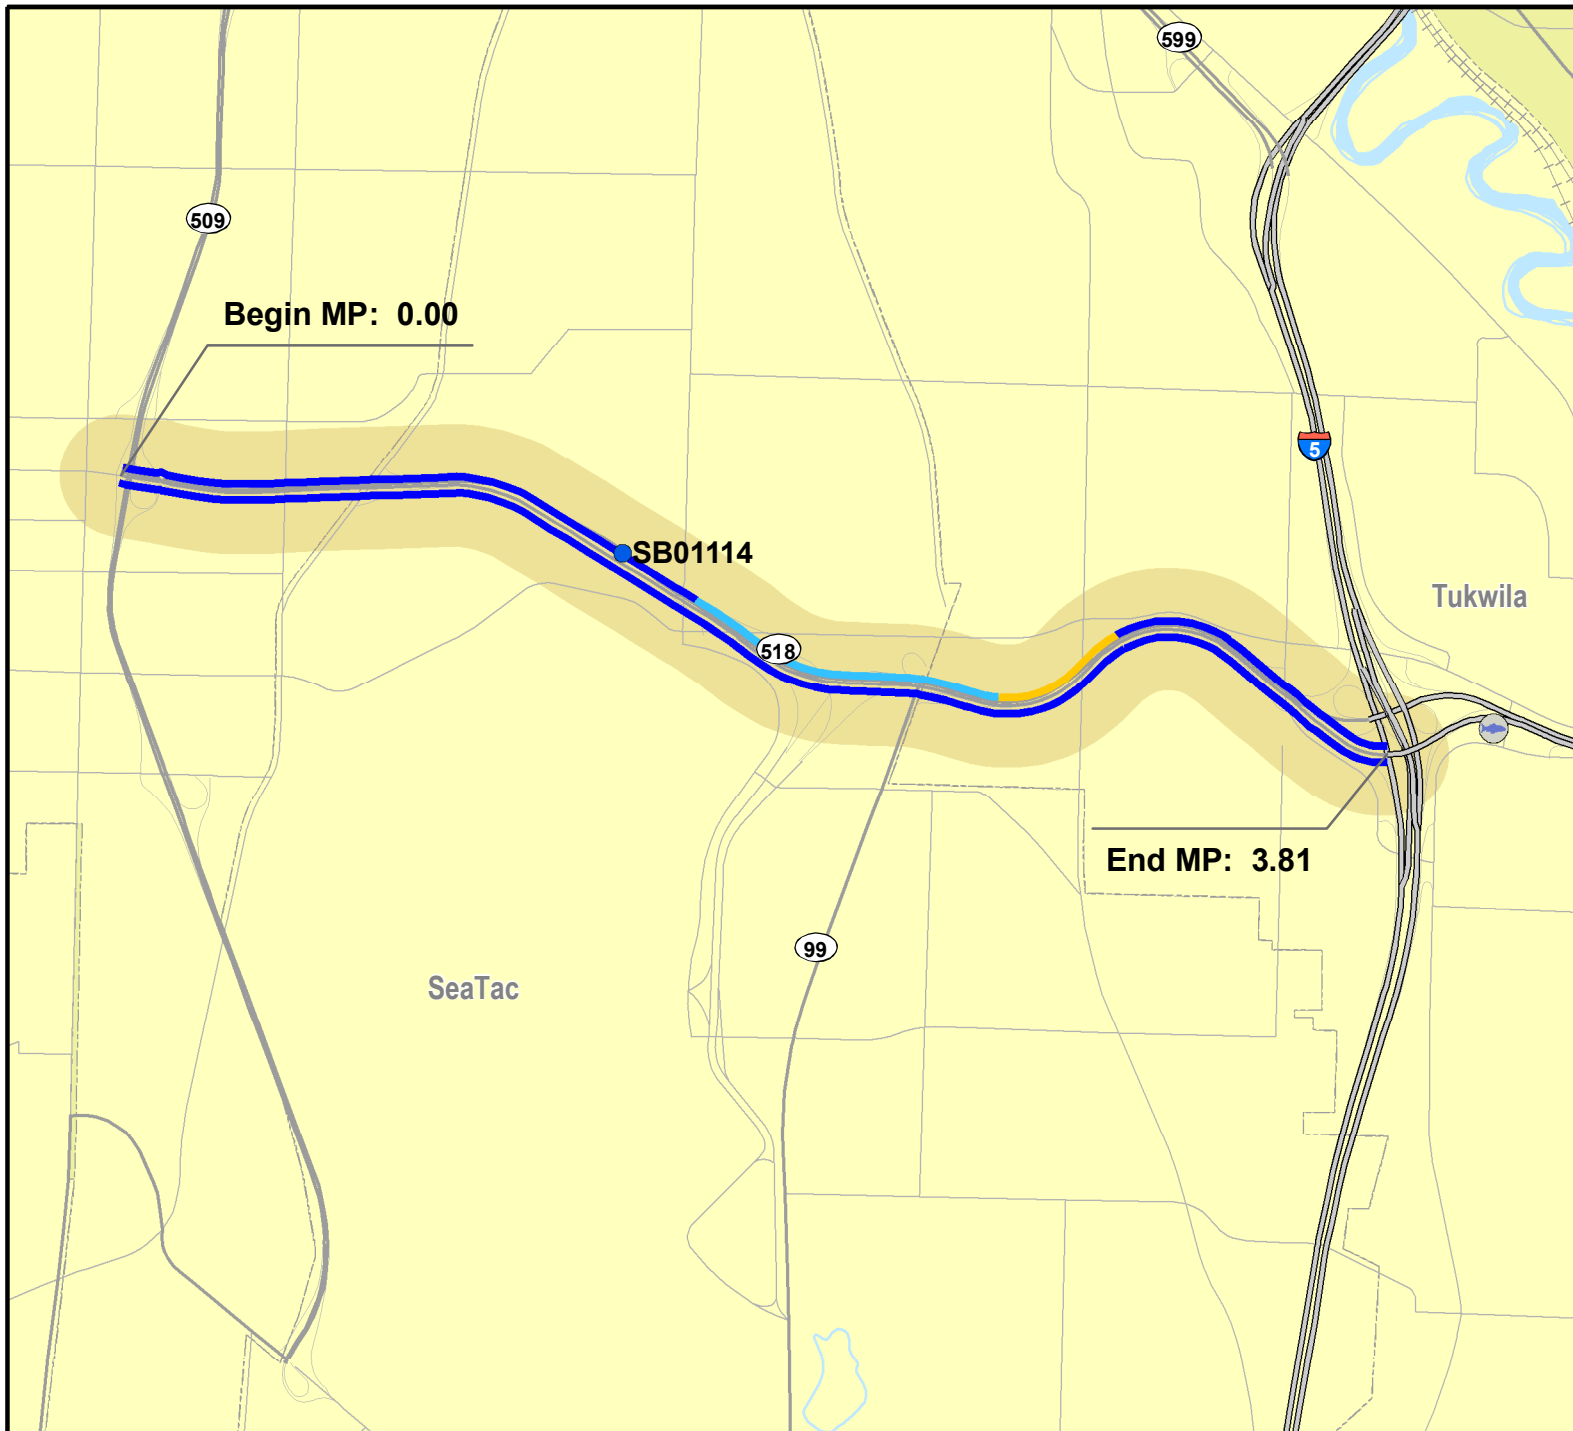 599
509
Begin MP: 0.00
5
SB01114
Tukwila
518
End MP: 3.81
99
SeaTac